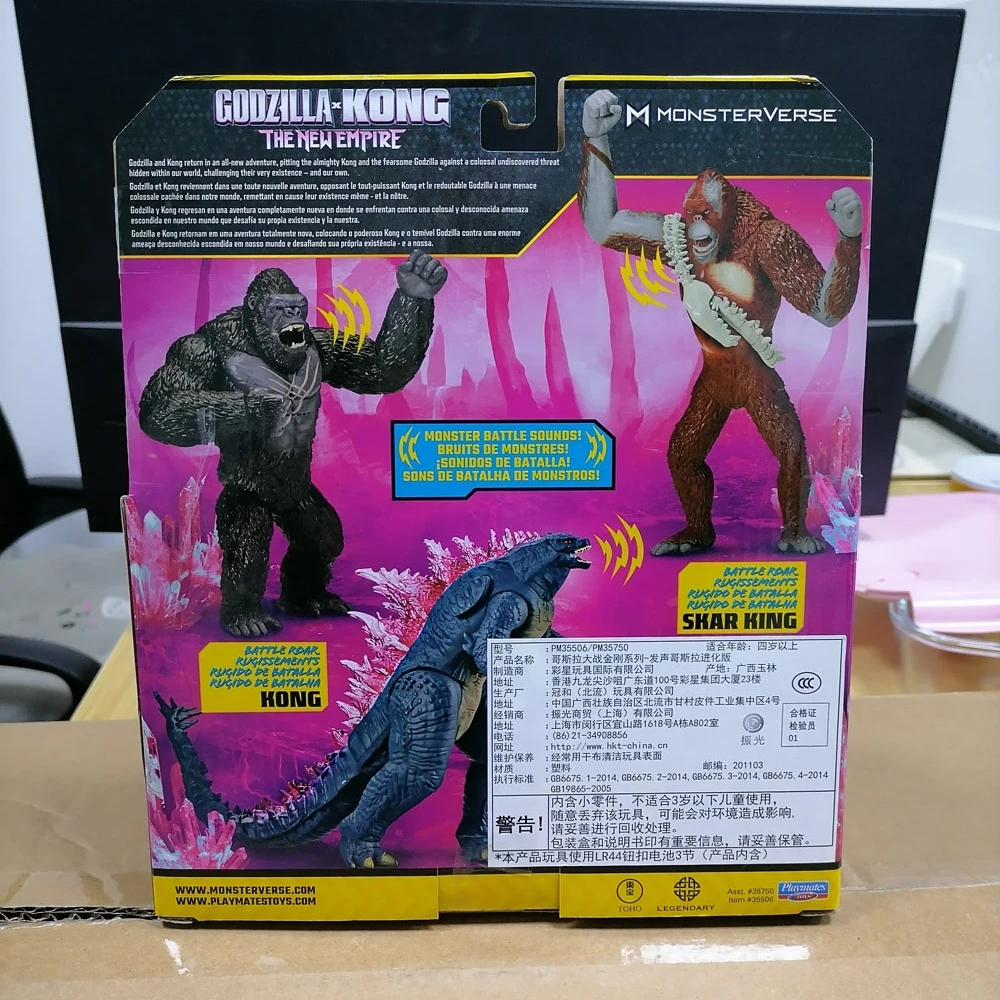 GODZILLA x KONG
THE NEW EMPIRE
MONSTERVERSE™
Godzilla and Kong return in an all-new adventure, pitting the almighty Kong and the fearsome Godzilla against a colossal undiscovered threat
hidden within our world, challenging their very existence – and our own.
Godzilla et Kong reviennent dans une toute nouvelle aventure, opposant le tout-puissant Kong et le redoutable Godzilla à une menace
colossale cachée dans notre monde, remettant en cause leur existence même - et la nôtre.
Godzilla y Kong regresan en una aventura completamente nueva en donde se enfrentan contra una colosal y desconocida amenaza
escondida en nuestro mundo que desafía su propia existencia y la nuestra.
Godzilla e Kong retornam em uma aventura totalmente nova, colocando o poderoso Kong e o temível Godzilla contra uma enorme
ameaça desconhecida escondida em nosso mundo e desafiando sua própria existência - e a nossa.
MONSTER BATTLE SOUNDS!
BRUITS DE MONSTRES!
¡SONIDOS DE BATALLA!
SONS DE BATALHA DE MONSTROS!
BATTLE ROAR
RUGISSEMENTS
RUGIDO DE BATALLA
RUGIDO DE BATALHA
SKAR KING
BATTLE ROAR
RUGISSEMENTS
RUGIDO DE BATALLA
RUGIDO DE BATALHA
KONG
型号 : PM35506/PM35750 适合年龄: 四岁以上
产品名称 : 哥斯拉大战金刚系列-发声哥斯拉进化版
制造商 : 彩星玩具国际有限公司 产地: 广西玉林
地址 : 香港九龙尖沙咀广东道100号彩星集团大厦23楼
生产厂 : 冠和（北流）玩具有限公司
地址 : 中国广西壮族自治区北流市甘村皮件工业集中区4号
经销商 : 振光商贸（上海）有限公司
地址 : 上海市闵行区宜山路1618号A栋A802室
电话 : (86)21-34908856
网址 : http://www.hkt-china.cn
维护保养 : 经常用干布清洁玩具表面
材质 : 塑料 邮编: 201103
执行标准 : GB6675.1-2014, GB6675.2-2014, GB6675.3-2014, GB6675.4-2014
GB19865-2005
CCC
振光
合格证
检验员
01
警告!
内含小零件，不适合3岁以下儿童使用,
随意丢弃该玩具，可能会对环境造成影响,
请妥善进行回收处理。
包装盒和说明书印有重要信息，请妥善保管。
*本产品玩具使用LR44钮扣电池3节（产品内含）
WWW.MONSTERVERSE.COM
WWW.PLAYMATESTOYS.COM
東宝
TOHO
LEGENDARY
Asst. #35750
Item #35506
Playmates
TOYS